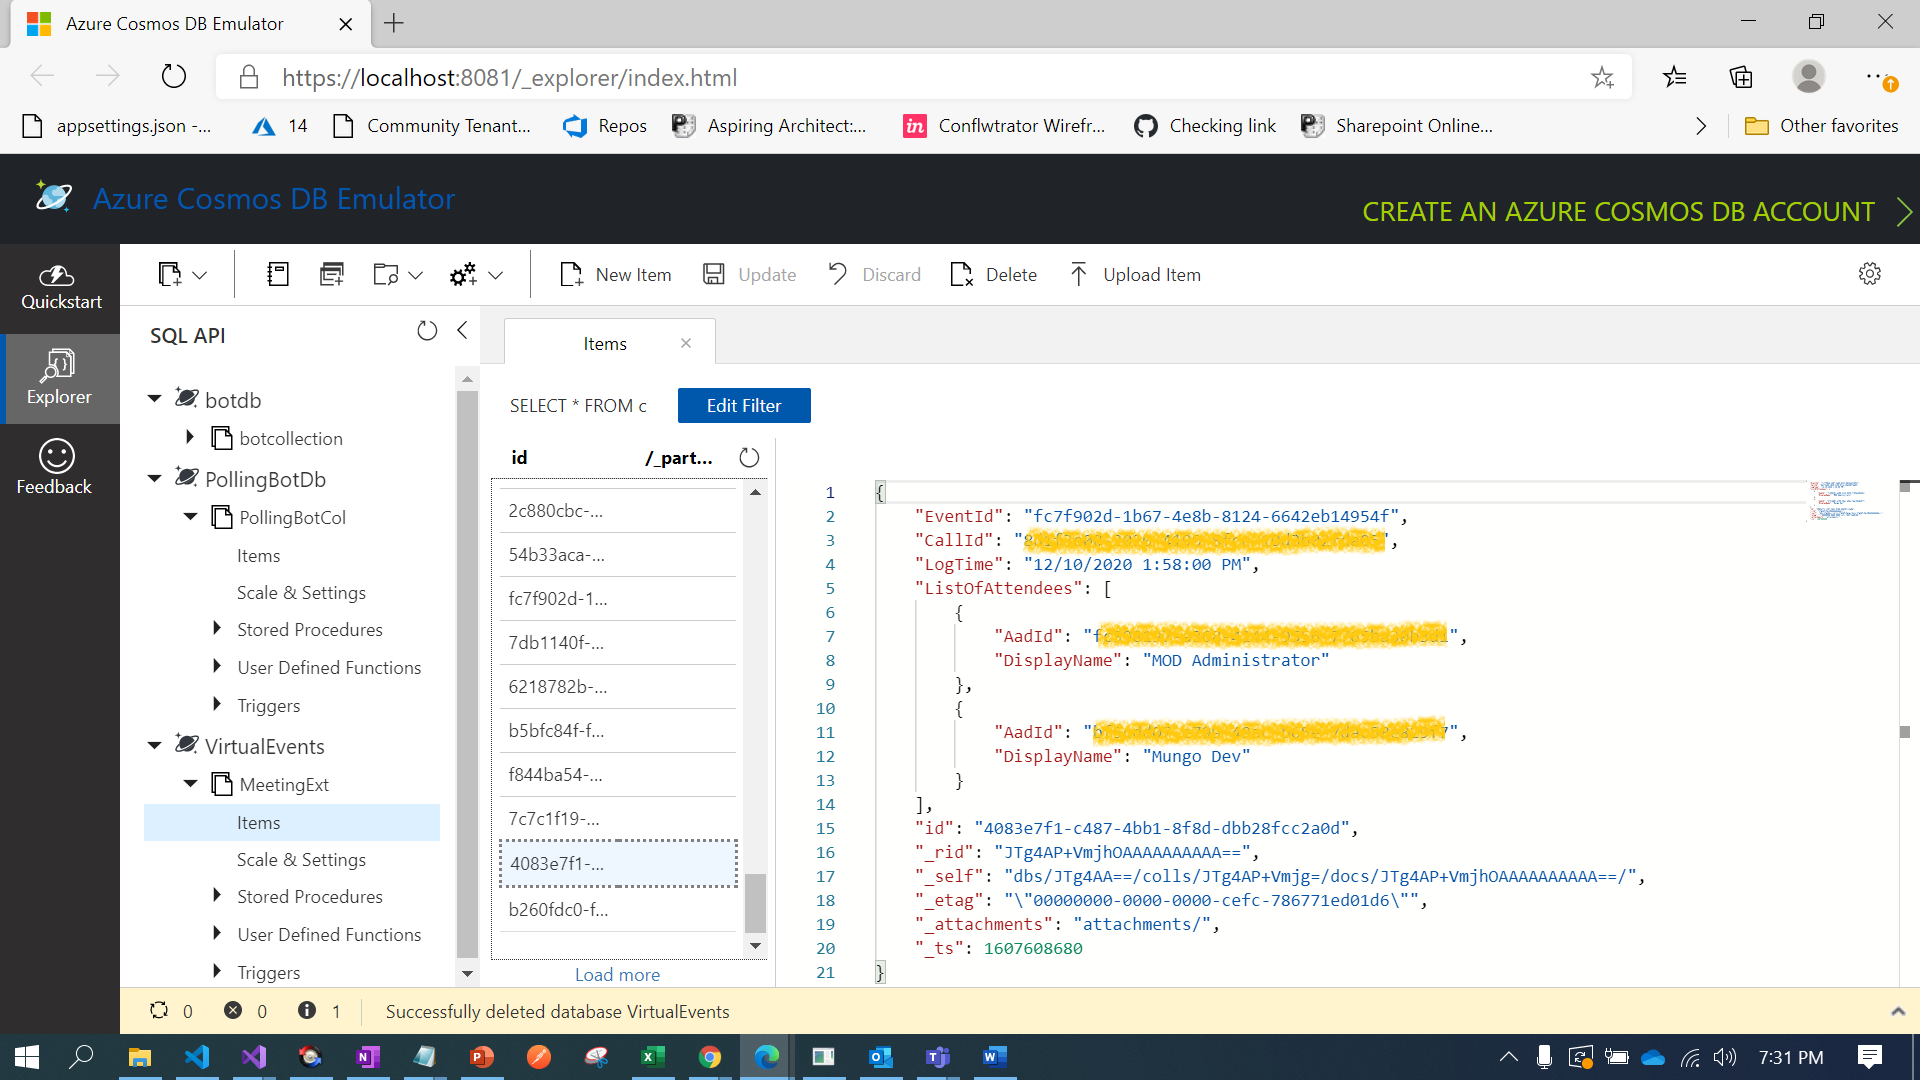 Azure Cosmos DB Emulator
https://localhost:8081/_explorer/index.html
appsettings.json -...
14
Community Tenant...
Repos
Aspiring Architect:...
in
Conflwtrator Wirefr...
Checking link
Sharepoint Online...
Other favorites
Azure Cosmos DB Emulator
CREATE AN AZURE COSMOS DB ACCOUNT
Quickstart
Explorer
Feedback
New Item
Update
Discard
Delete
Upload Item
SQL API
botdb
botcollection
PollingBotDb
PollingBotCol
Items
Scale & Settings
Stored Procedures
User Defined Functions
Triggers
VirtualEvents
MeetingExt
Items
Scale & Settings
Stored Procedures
User Defined Functions
Triggers
Items
SELECT * FROM c
Edit Filter
id /_part...
2c880cbc-...
54b33aca-...
fc7f902d-1...
7db1140f-...
6218782b-...
b5bfc84f-f...
f844ba54-...
7c7c1f19-...
4083e7f1-...
b260fdc0-f...
Load more
1 {
2 "EventId": "fc7f902d-1b67-4e8b-8124-6642eb14954f",
3 "CallId": "",
4 "LogTime": "12/10/2020 1:58:00 PM",
5 "ListOfAttendees": [
6 {
7 "AadId": "",
8 "DisplayName": "MOD Administrator"
9 },
10 {
11 "AadId": "",
12 "DisplayName": "Mungo Dev"
13 }
14 ],
15 "id": "4083e7f1-c487-4bb1-8f8d-dbb28fcc2a0d",
16 "_rid": "JTg4AP+VmjhOAAAAAAAAAA==",
17 "_self": "dbs/JTg4AA==/colls/JTg4AP+Vmjg=/docs/JTg4AP+VmjhOAAAAAAAAAA==/",
18 "_etag": "\"00000000-0000-0000-cefc-786771ed01d6\"",
19 "_attachments": "attachments/",
20 "_ts": 1607608680
21 }
0 0 1 Successfully deleted database VirtualEvents
7:31 PM